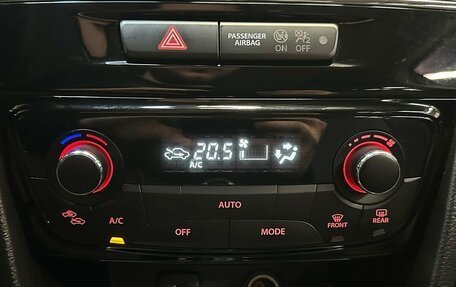 PASSENGER
AIRBAG
ON
OFF
20.5
A/C
AUTO
A/C
OFF
MODE
FRONT
REAR